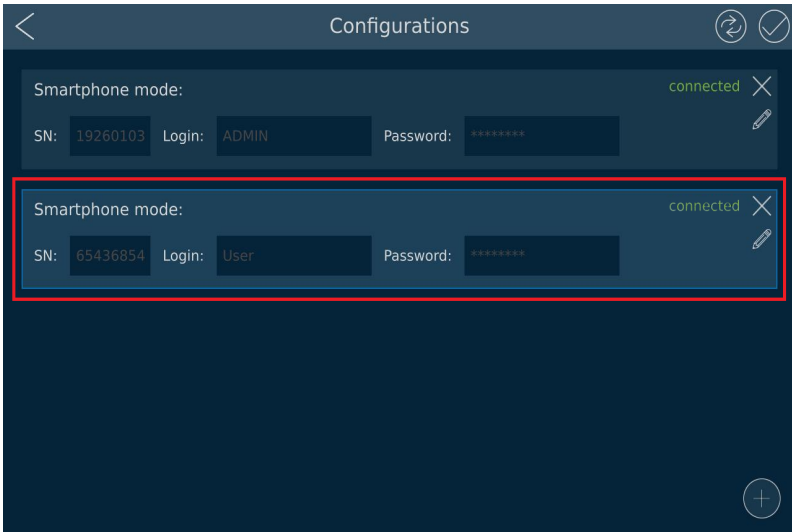 Configurations
Smartphone mode:
connected
SN: 19260103 Login: ADMIN Password: ********
Smartphone mode:
connected
SN: 65436854 Login: User Password: ********